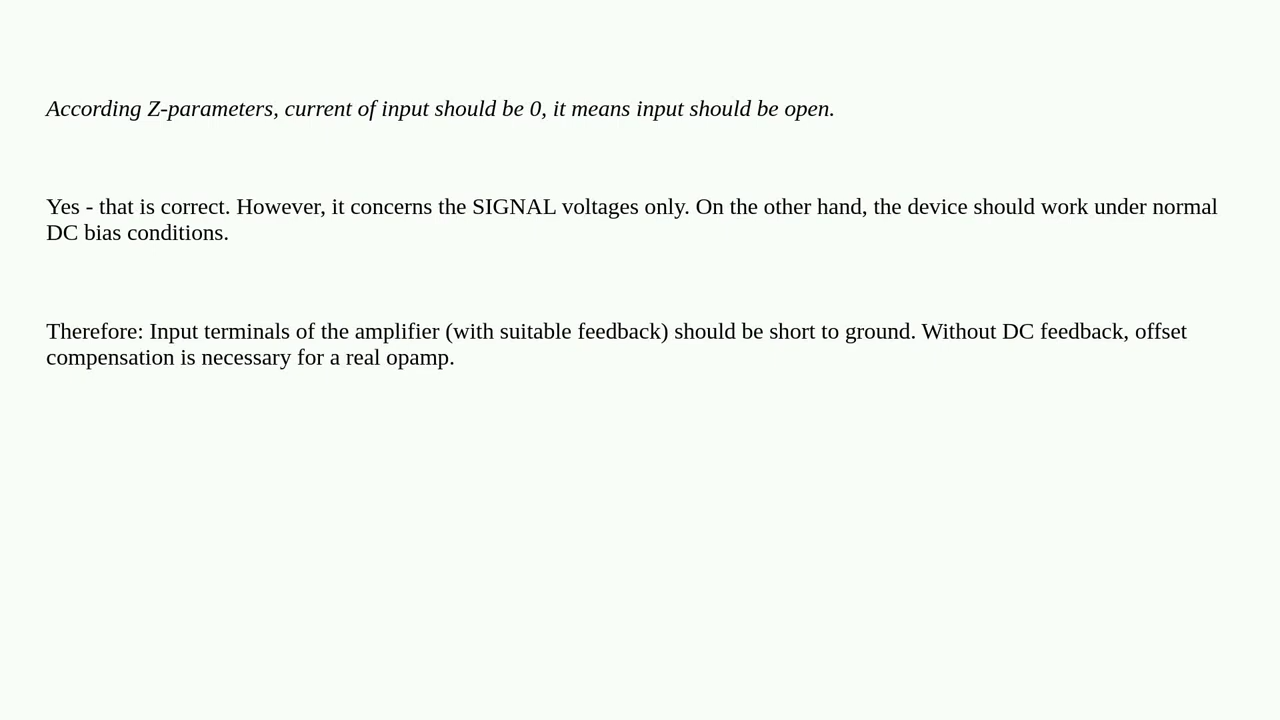 According Z-parameters, current of input should be 0, it means input should be open.
Yes - that is correct. However, it concerns the SIGNAL voltages only. On the other hand, the device should work under normal
DC bias conditions.
Therefore: Input terminals of the amplifier (with suitable feedback) should be short to ground. Without DC feedback, offset
compensation is necessary for a real opamp.